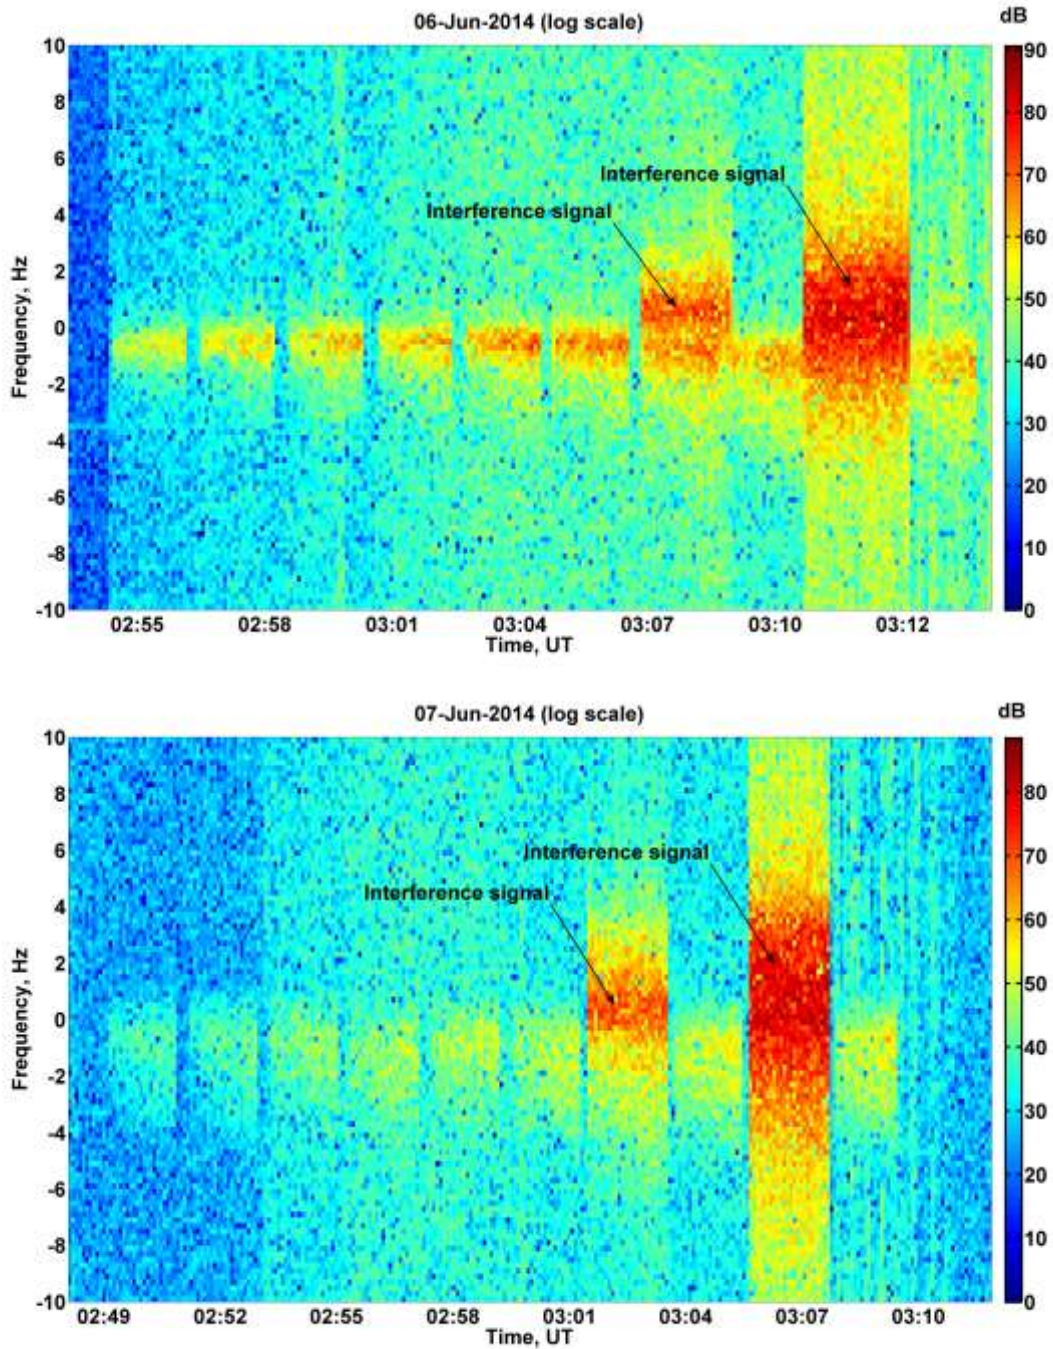 06-Jun-2014 (log scale)
dB
10
8
6
4
2
0
-2
-4
-6
-8
-10
Frequency, Hz
Interference signal
Interference signal
90
80
70
60
50
40
30
20
10
0
02:55 02:58 03:01 03:04 03:07 03:10 03:12
Time, UT
07-Jun-2014 (log scale)
dB
10
8
6
4
2
0
-2
-4
-6
-8
-10
Frequency, Hz
Interference signal
Interference signal
80
70
60
50
40
30
20
10
0
02:49 02:52 02:55 02:58 03:01 03:04 03:07 03:10
Time, UT